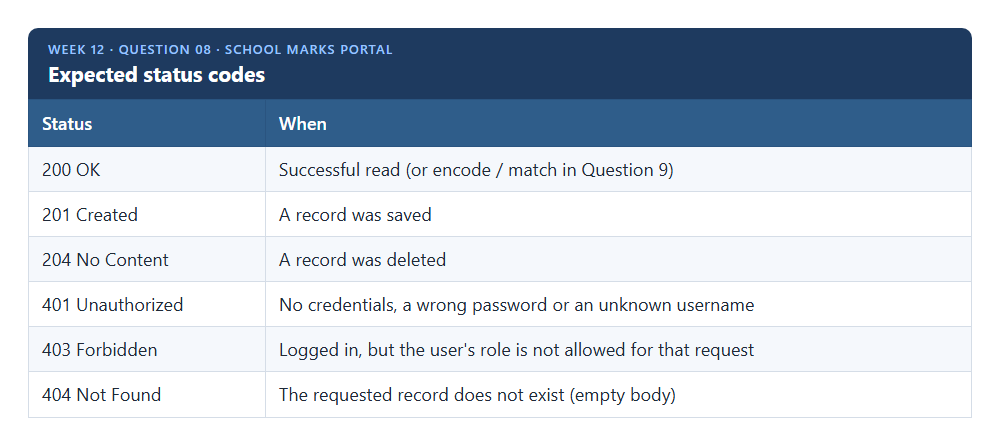 WEEK 12 · QUESTION 08 · SCHOOL MARKS PORTAL
Expected status codes
Status When
200 OK Successful read (or encode / match in Question 9)
201 Created A record was saved
204 No Content A record was deleted
401 Unauthorized No credentials, a wrong password or an unknown username
403 Forbidden Logged in, but the user's role is not allowed for that request
404 Not Found The requested record does not exist (empty body)